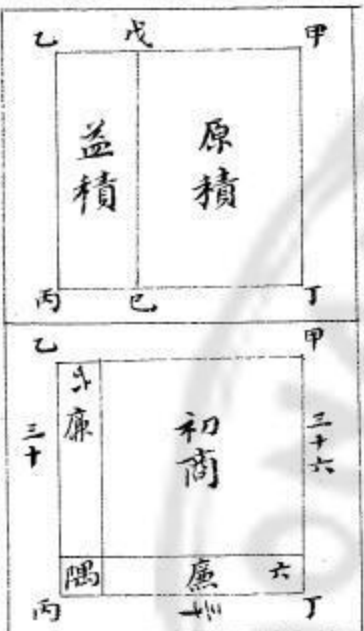 甲 戊 乙
原積
益積
丁 巳 丙
甲 乙
三十六
初商
廉
三十
六 廉 隅
丁 丙